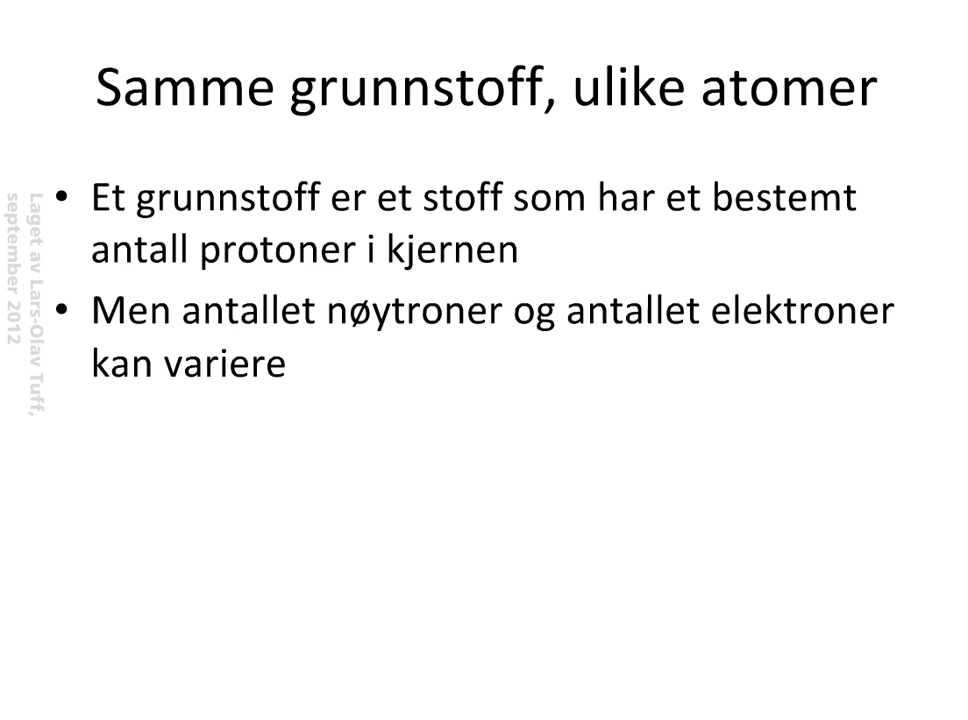 Samme grunnstoff, ulike atomer
• Et grunnstoff er et stoff som har et bestemt
antall protoner i kjernen
• Men antallet nøytroner og antallet elektroner
kan variere
Laget av Lars-Olav Tuff,
september 2012